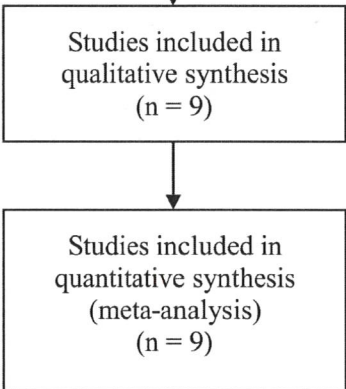 Studies included in
qualitative synthesis
(n = 9)
Studies included in
quantitative synthesis
(meta-analysis)
(n = 9)